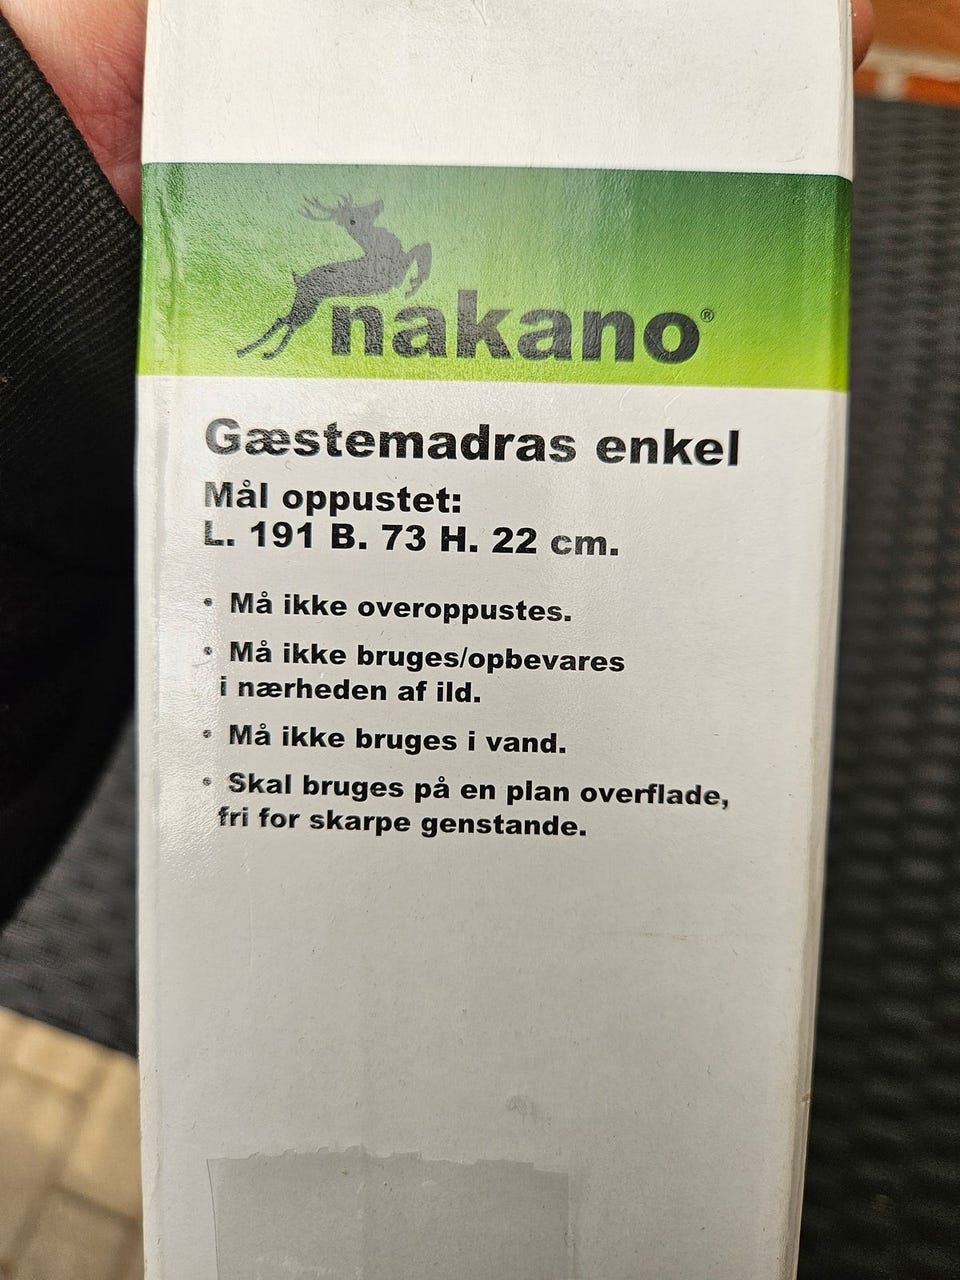 nakano®
Gæstemadras enkel
Mål oppustet:
L. 191 B. 73 H. 22 cm.
• Må ikke overoppustes.
• Må ikke bruges/opbevares
i nærheden af ild.
• Må ikke bruges i vand.
• Skal bruges på en plan overflade,
fri for skarpe genstande.